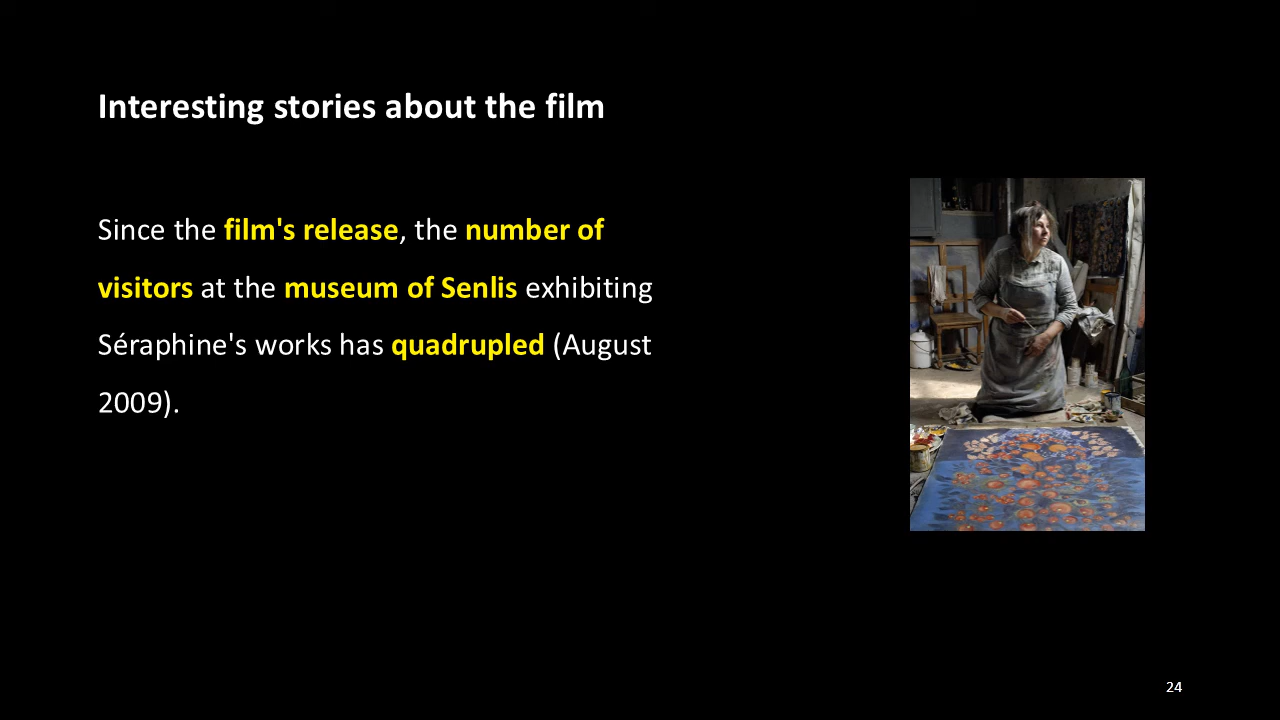 Interesting stories about the film
Since the film's release, the number of
visitors at the museum of Senlis exhibiting
Séraphine's works has quadrupled (August
2009).
24